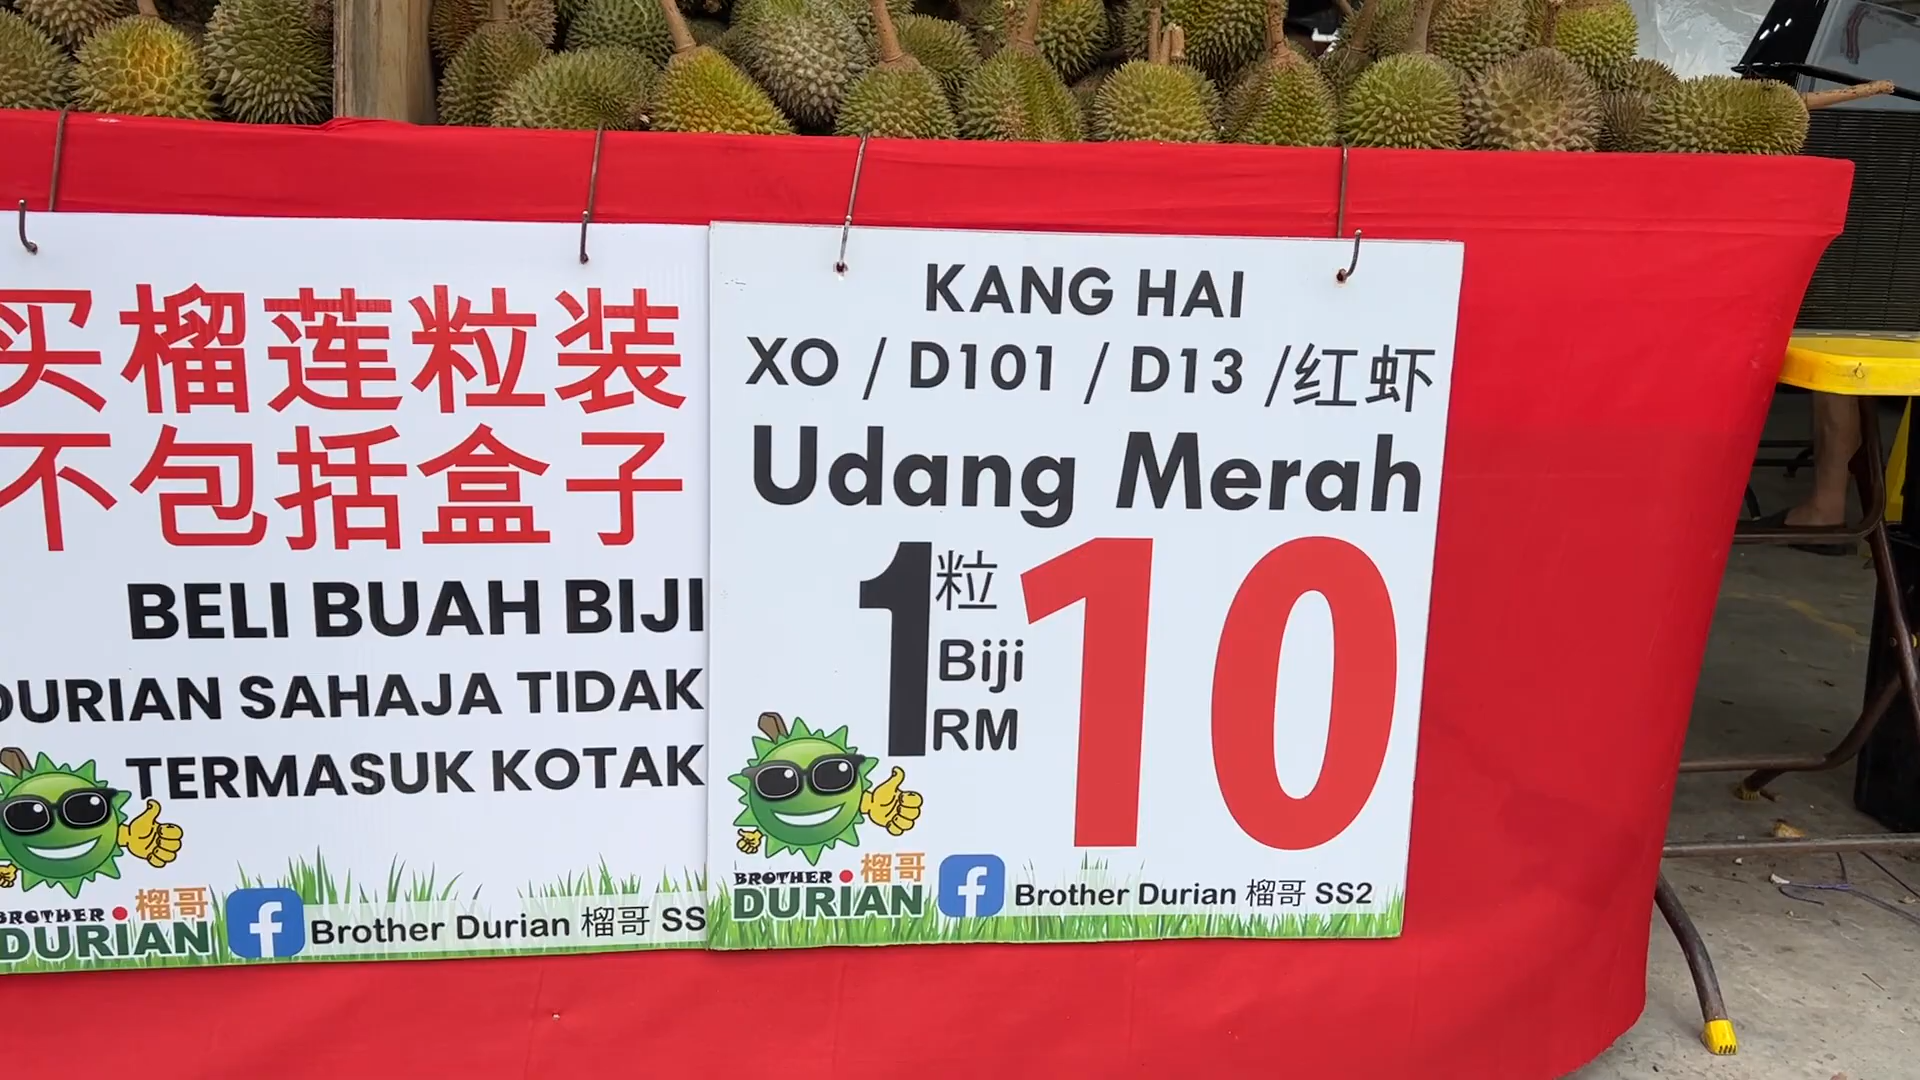 买榴莲粒装
不包括盒子
BELI BUAH BIJI
DURIAN SAHAJA TIDAK
TERMASUK KOTAK
BROTHER 榴哥
DURIAN
Brother Durian 榴哥 SS
KANG HAI
XO / D101 / D13 /红虾
Udang Merah
1 粒 Biji RM 10
BROTHER 榴哥
DURIAN
Brother Durian 榴哥 SS2